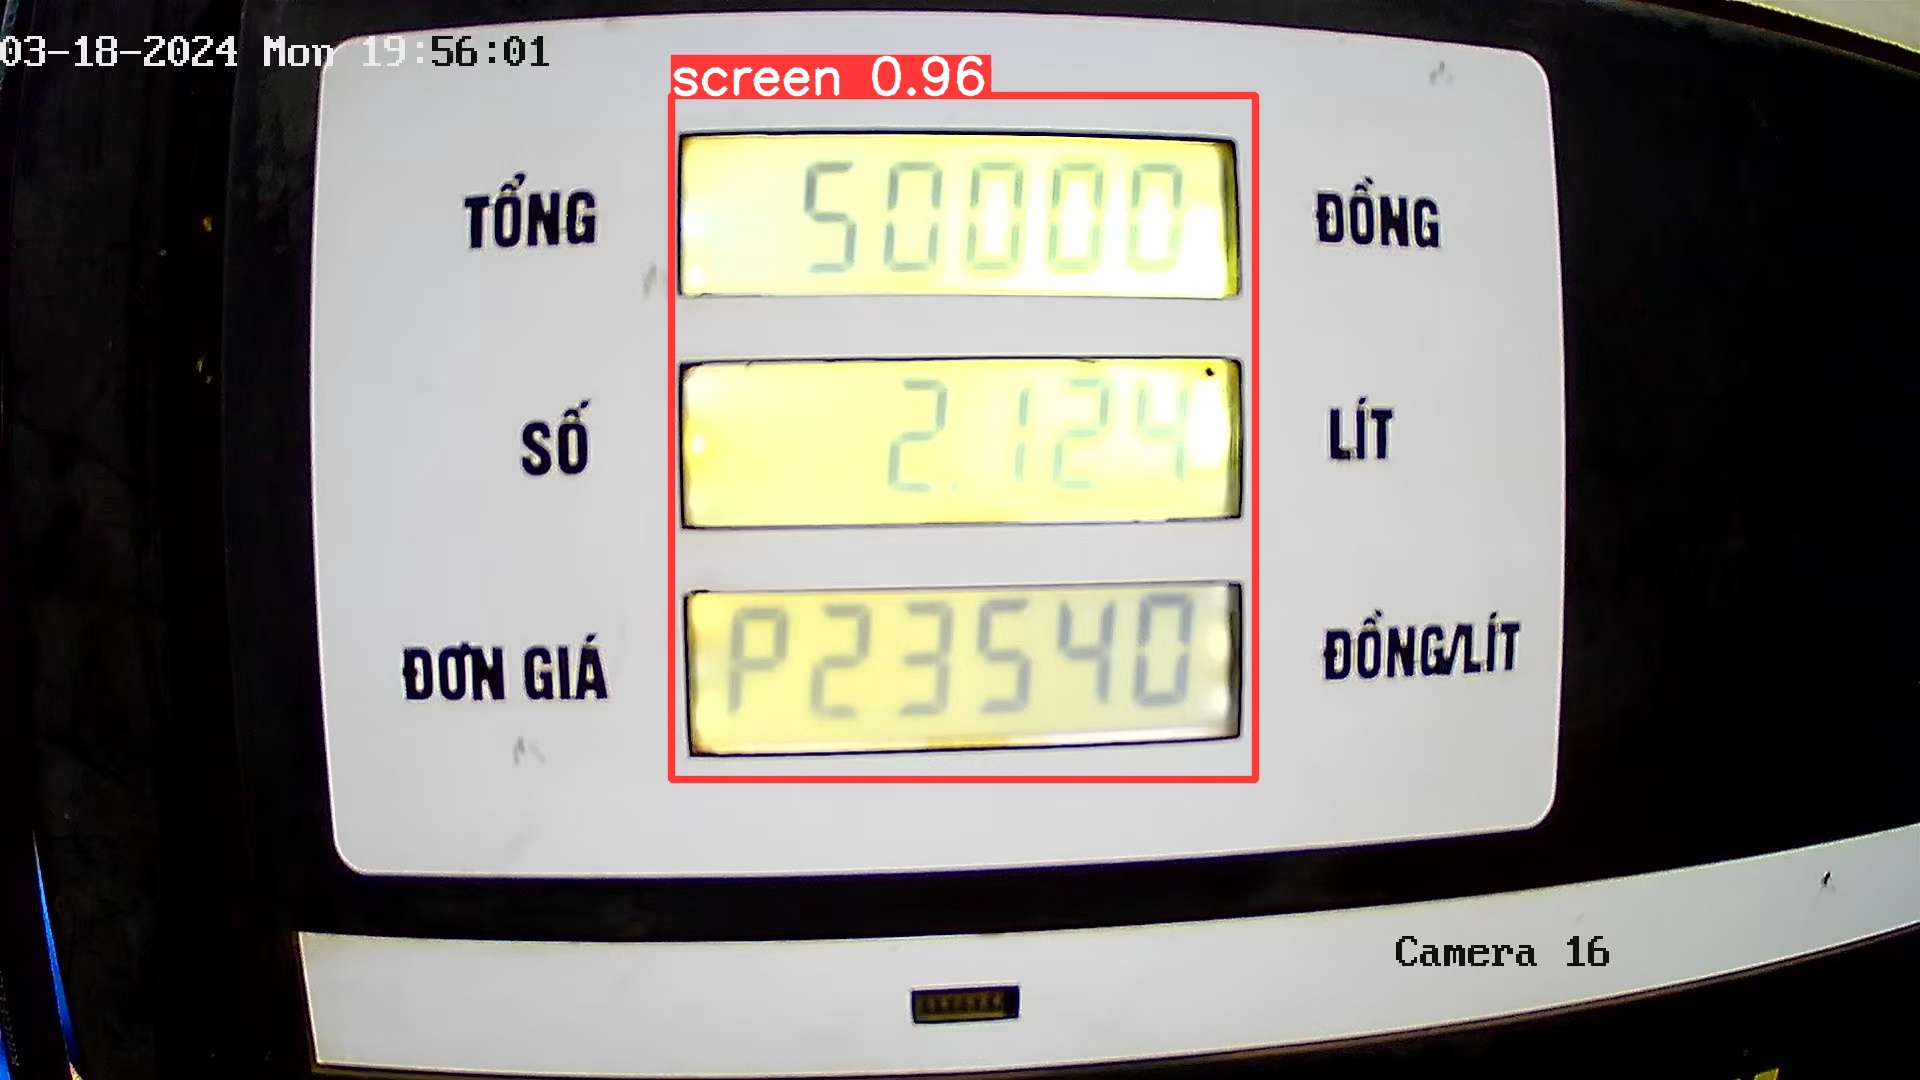 03-18-2024 Mon 19:56:01
screen 0.96
TỔNG 50000 ĐỒNG
SỐ 2.124 LÍT
ĐƠN GIÁ P23540 ĐỒNG/LÍT
Camera 16